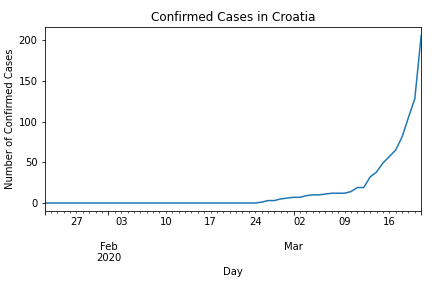 Confirmed Cases in Croatia
Number of Confirmed Cases
200
150
100
50
0
27 03 10 17 24 02 09 16
Feb Mar
2020
Day